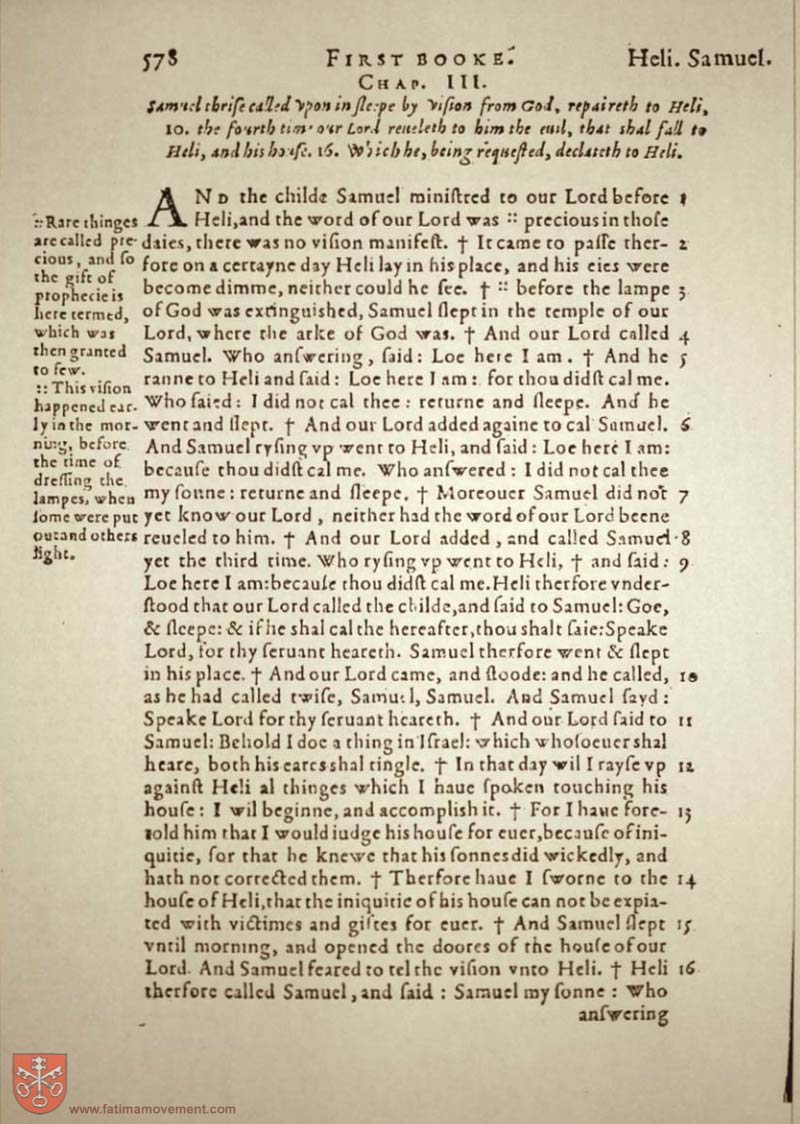 578 FIRST BOOKE. Heli. Samuel.
CHAP. III.
Samuel thrise called vpon in sleepe by vision from God, repaireth to Heli,
10. the fourth time our Lord reueleth to him the euil, that shal fall to
Heli, and his house. 16. Which he, being requested, declareth to Heli.
AND the childe Samuel ministred to our Lord before 1
Heli, and the word of our Lord was :: precious in those
daies, there was no vision manifest. † It came to passe ther- 2
fore on a certayne day Heli lay in his place, and his eies were
become dimme, neither could he see. † :: before the lampe 3
of God was extinguished, Samuel slept in the temple of our
Lord, where the arke of God was. † And our Lord called 4
Samuel. Who answering, said: Loe here I am. † And he 5
ranne to Heli and said: Loe here I am: for thou didst cal me.
Who saied: I did not cal thee: returne and sleepe. And he
went and slept. † And our Lord added againe to cal Samuel. 6
And Samuel rysing vp went to Heli, and said: Loe here I am:
because thou didst cal me. Who answered: I did not cal thee
my sonne: returne and sleepe. † Moreouer Samuel did not 7
yet know our Lord, neither had the word of our Lord beene
reueled to him. † And our Lord added, and called Samuel 8
yet the third time. Who rysing vp went to Heli, † and said: 9
Loe here I am: because thou didst cal me. Heli therfore vnder-
stood that our Lord called the childe, and said to Samuel: Goe,
& sleepe: & if he shal cal the hereafter, thou shalt saie: Speake
Lord, for thy seruant heareth. Samuel therfore went & slept
in his place. † And our Lord came, and stoode: and he called, 10
as he had called twise, Samuel, Samuel. And Samuel sayd:
Speake Lord for thy seruant heareth. † And our Lord said to 11
Samuel: Behold I doe a thing in Israel: which whosoeuer shal
heare, both his eares shal tingle. † In that day wil I rayse vp 12
against Heli al thinges which I haue spoken touching his
house: I wil beginne, and accomplish it. † For I haue fore- 13
told him that I would iudge his house for euer, because of ini-
quitie, for that he knewe that his sonnes did wickedly, and
hath not corrected them. † Therfore haue I sworne to the 14
house of Heli, that the iniquitie of his house can not be expia-
ted with victimes and giftes for euer. † And Samuel slept 15
vntil morning, and opened the doores of the house of our
Lord. And Samuel feared to tel the vision vnto Heli. † Heli 16
therfore called Samuel, and said: Samuel my sonne: Who
answering
:: Rare thinges
are called pre-
cious, and so
the gift of
prophecie is
here termed,
which was
then granted
to few.
:: This vision
happened ear-
ly in the mor-
ning, before
the time of
dressing the
lampes, when
some were put
out and others
light.
www.fatimamovement.com